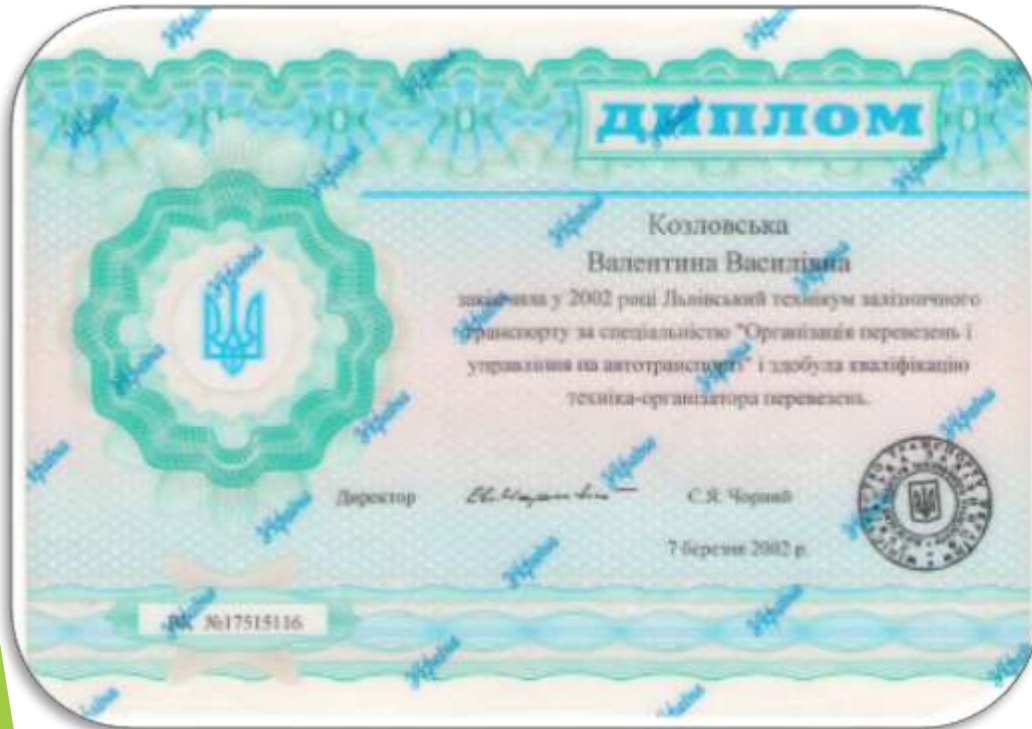 ДИПЛОМ
Козловська
Валентина Василівна
закінчила у 2002 році Львівський технікум залізничного
транспорту за спеціальністю "Організація перевезень і
управління на автотранспорті" і здобула кваліфікацію
техніка-організатора перевезень.
Директор С.Я. Чорний
7 березня 2002 р.
№17515116
Україна